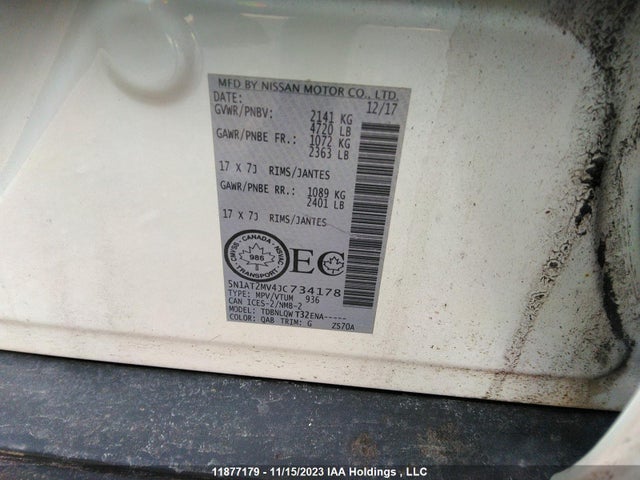 MFD BY NISSAN MOTOR CO., LTD.
DATE: 12/17
GVWR/PNBV: 2141 KG
4720 LB
GAWR/PNBE FR.: 1072 KG
2363 LB
17 X 7J RIMS/JANTES
GAWR/PNBE RR.: 1089 KG
2401 LB
17 X 7J RIMS/JANTES
CMVSS - CANADA - NSVAC
986
TRANSPORT
EC
5N1AT2MV4JC734178
TYPE: MPV/VTUM 936
CAN ICES-2/NMB-2
MODEL: TDBNLQWT32ENA-----
COLOR: QAB TRIM: G ZS70A
11877179 - 11/15/2023 IAA Holdings , LLC